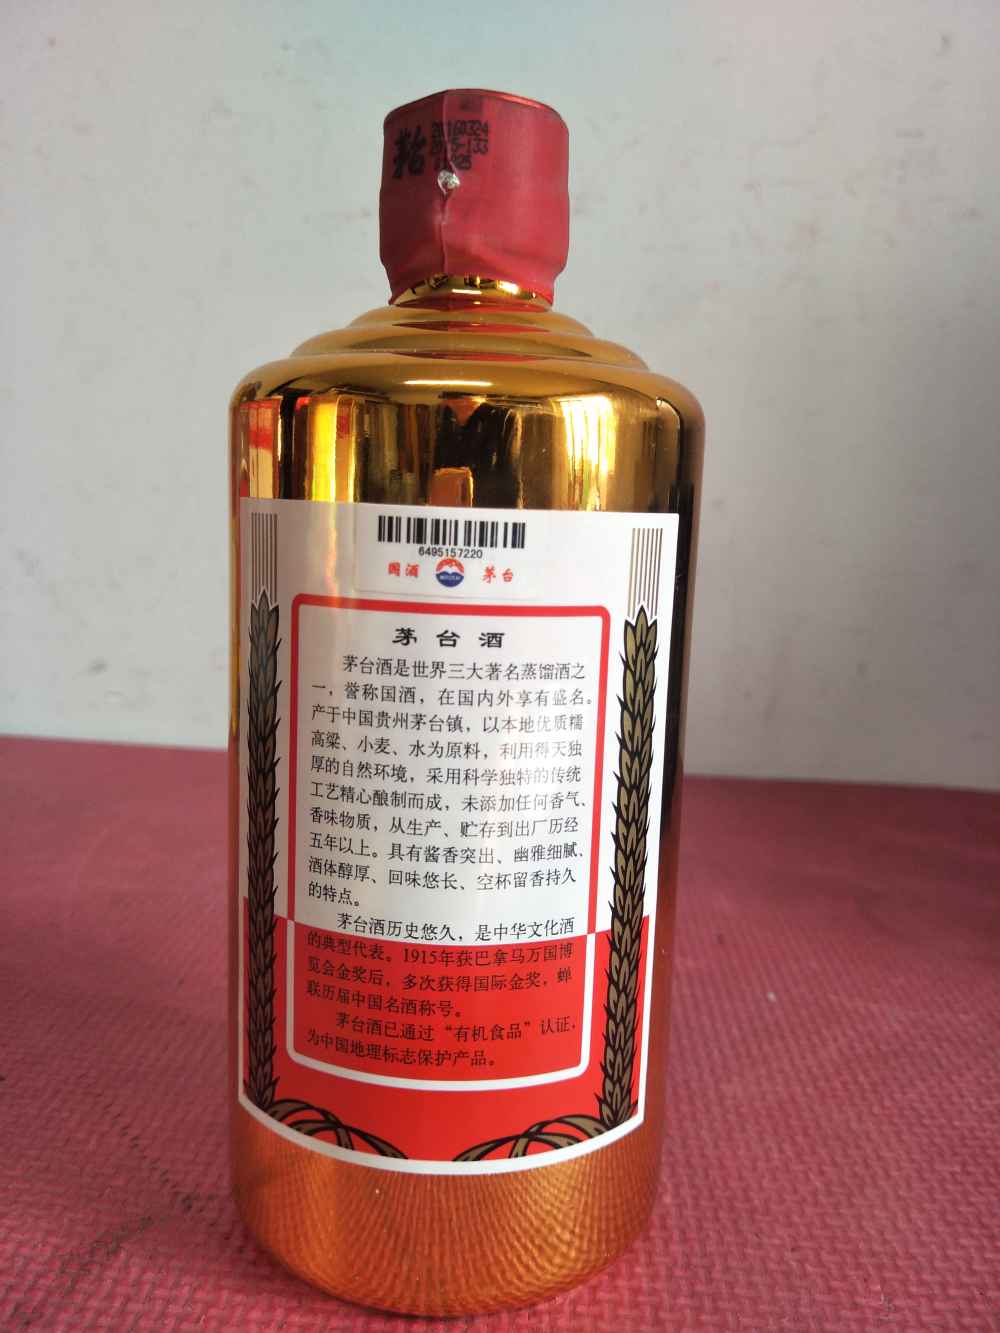 20160324
6495157220
国酒 茅台
茅台酒
茅台酒是世界三大著名蒸馏酒之
一，誉称国酒，在国内外享有盛名。
产于中国贵州茅台镇，以本地优质糯
高粱、小麦、水为原料，利用得天独
厚的自然环境，采用科学独特的传统
工艺精心酿制而成，未添加任何香气、
香味物质，从生产、贮存到出厂历经
五年以上。具有酱香突出、幽雅细腻、
酒体醇厚、回味悠长、空杯留香持久
的特点。
茅台酒历史悠久，是中华文化酒
的典型代表。1915年获巴拿马万国博
览会金奖后，多次获得国际金奖，蝉
联历届中国名酒称号。
茅台酒已通过“有机食品”认证，
为中国地理标志保护产品。